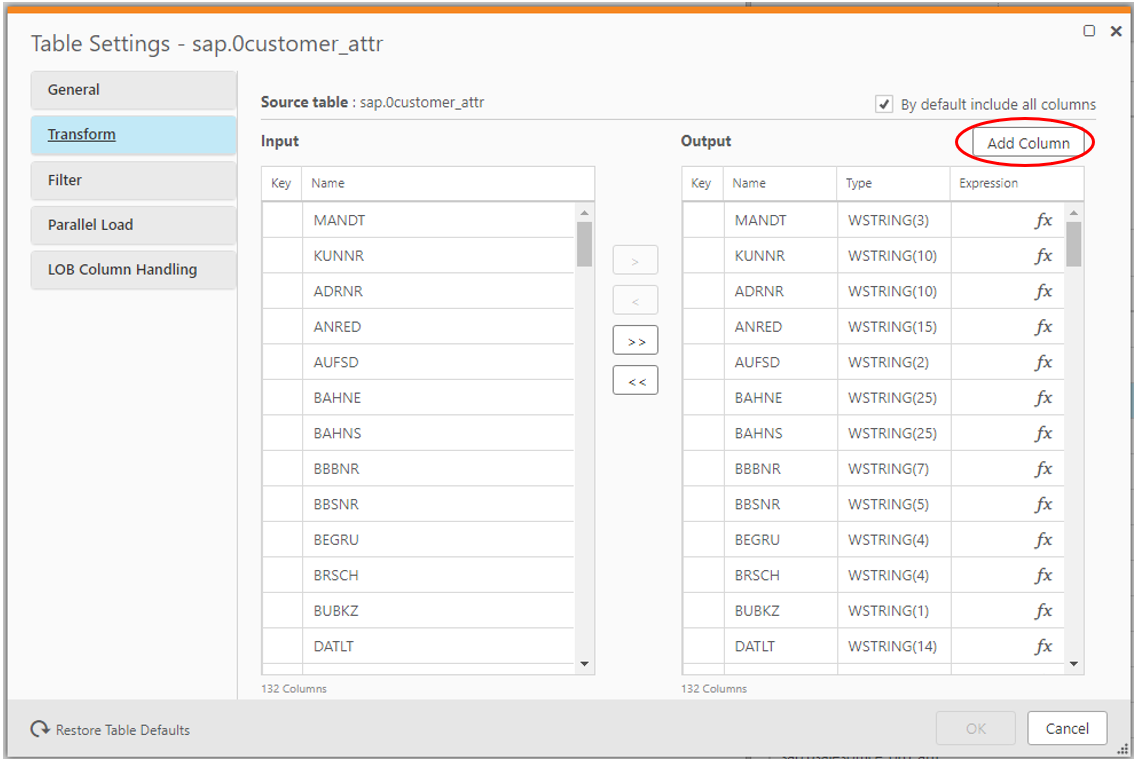 Table Settings - sap.0customer_attr
General
Transform
Filter
Parallel Load
LOB Column Handling
Source table : sap.0customer_attr
By default include all columns
Input
Key Name
MANDT
KUNNR
ADRNR
ANRED
AUFSD
BAHNE
BAHNS
BBBNR
BBSNR
BEGRU
BRSCH
BUBKZ
DATLT
132 Columns
>
<
>>
<<
Output
Add Column
Key Name Type Expression
MANDT WSTRING(3) fx
KUNNR WSTRING(10) fx
ADRNR WSTRING(10) fx
ANRED WSTRING(15) fx
AUFSD WSTRING(2) fx
BAHNE WSTRING(25) fx
BAHNS WSTRING(25) fx
BBBNR WSTRING(7) fx
BBSNR WSTRING(5) fx
BEGRU WSTRING(4) fx
BRSCH WSTRING(4) fx
BUBKZ WSTRING(1) fx
DATLT WSTRING(14) fx
132 Columns
Restore Table Defaults
OK
Cancel